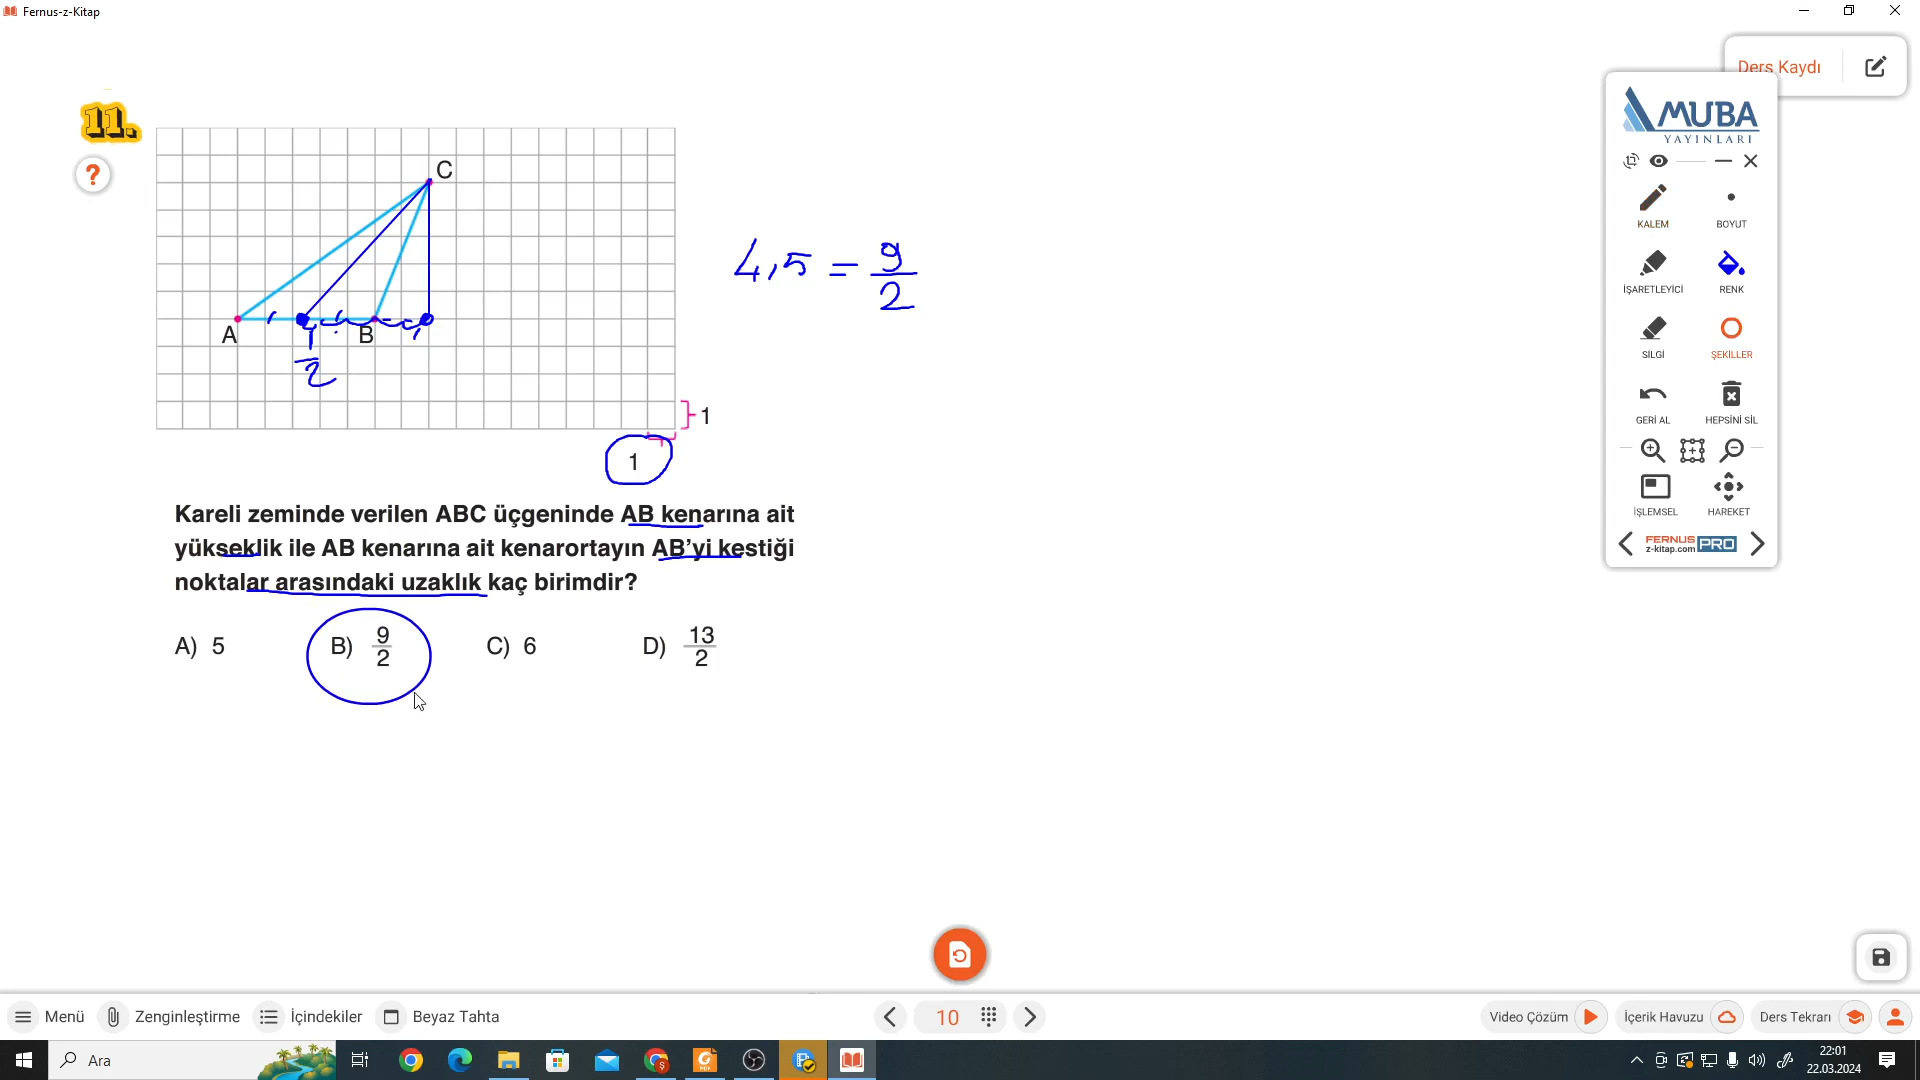 Fernus-z-Kitap
Ders Kaydı
11.
?
C
A
B
1
2
1
1
4,5 = 9/2
Kareli zeminde verilen ABC üçgeninde AB kenarına ait
yükseklik ile AB kenarına ait kenarortayın AB'yi kestiği
noktalar arasındaki uzaklık kaç birimdir?
A) 5 B) 9/2 C) 6 D) 13/2
MUBA
YAYINLARI
KALEM BOYUT
İŞARETLEYİCİ RENK
SİLGİ ŞEKİLLER
GERİ AL HEPSİNİ SİL
İŞLEMSEL HAREKET
FERNUS PRO
z-kitap.com
Menü Zenginleştirme İçindekiler Beyaz Tahta 10 Video Çözüm İçerik Havuzu Ders Tekrarı
Ara
22:01
22.03.2024